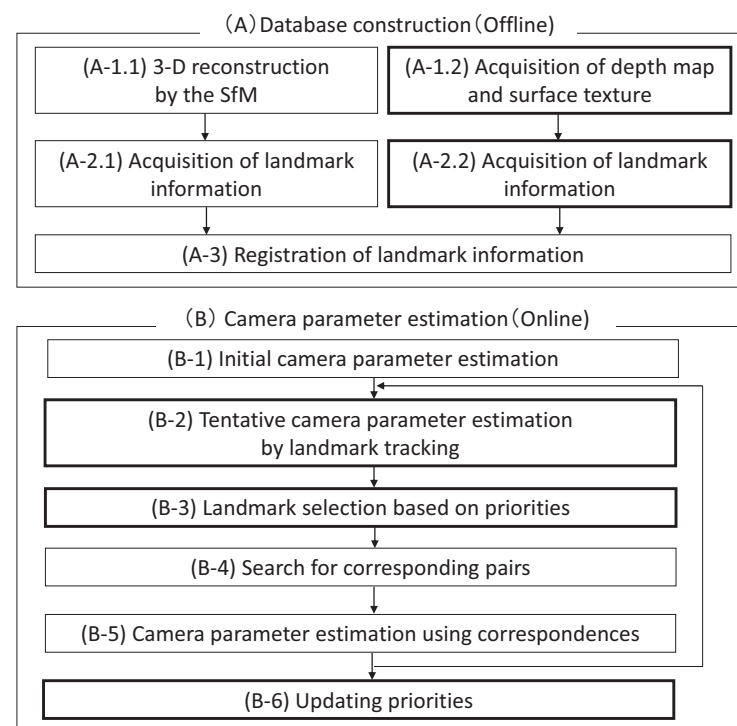 （A）Database construction（Offline）
(A-1.1) 3-D reconstruction
by the SfM
(A-1.2) Acquisition of depth map
and surface texture
(A-2.1) Acquisition of landmark
information
(A-2.2) Acquisition of landmark
information
(A-3) Registration of landmark information
（B） Camera parameter estimation（Online）
(B-1) Initial camera parameter estimation
(B-2) Tentative camera parameter estimation
by landmark tracking
(B-3) Landmark selection based on priorities
(B-4) Search for corresponding pairs
(B-5) Camera parameter estimation using correspondences
(B-6) Updating priorities